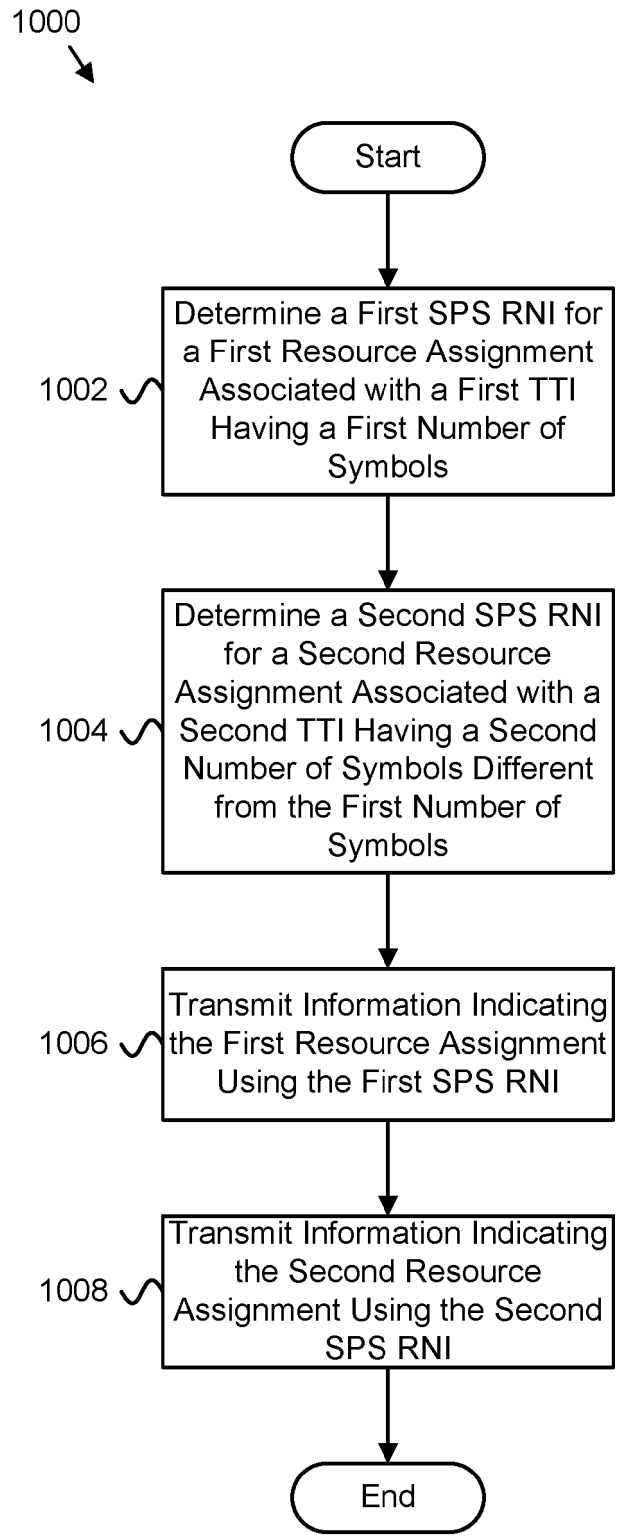 1000
Start
Determine a First SPS RNI for
a First Resource Assignment
Associated with a First TTI
Having a First Number of
Symbols
1002
Determine a Second SPS RNI
for a Second Resource
Assignment Associated with a
Second TTI Having a Second
Number of Symbols Different
from the First Number of
Symbols
1004
Transmit Information Indicating
the First Resource Assignment
Using the First SPS RNI
1006
Transmit Information Indicating
the Second Resource
Assignment Using the Second
SPS RNI
1008
End